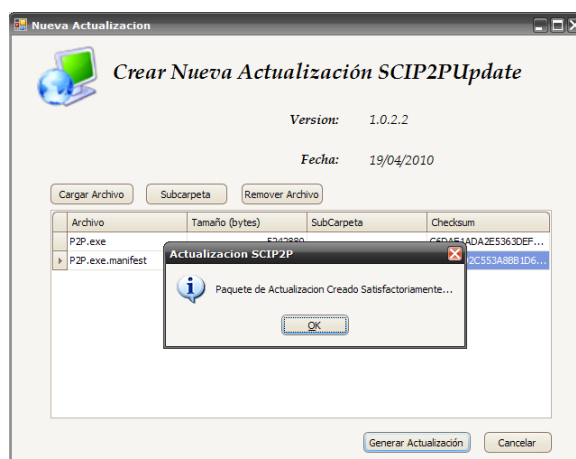 Nueva Actualizacion
Crear Nueva Actualización SCIP2PUpdate
Version: 1.0.2.2
Fecha: 19/04/2010
Cargar Archivo Subcarpeta Remover Archivo
Archivo Tamaño (bytes) SubCarpeta Checksum
P2P.exe 5242880 C6DAE1ADA2E5363DEF...
P2P.exe.manifest
Actualizacion SCIP2P
Paquete de Actualizacion Creado Satisfactoriamente...
OK
Generar Actualización Cancelar